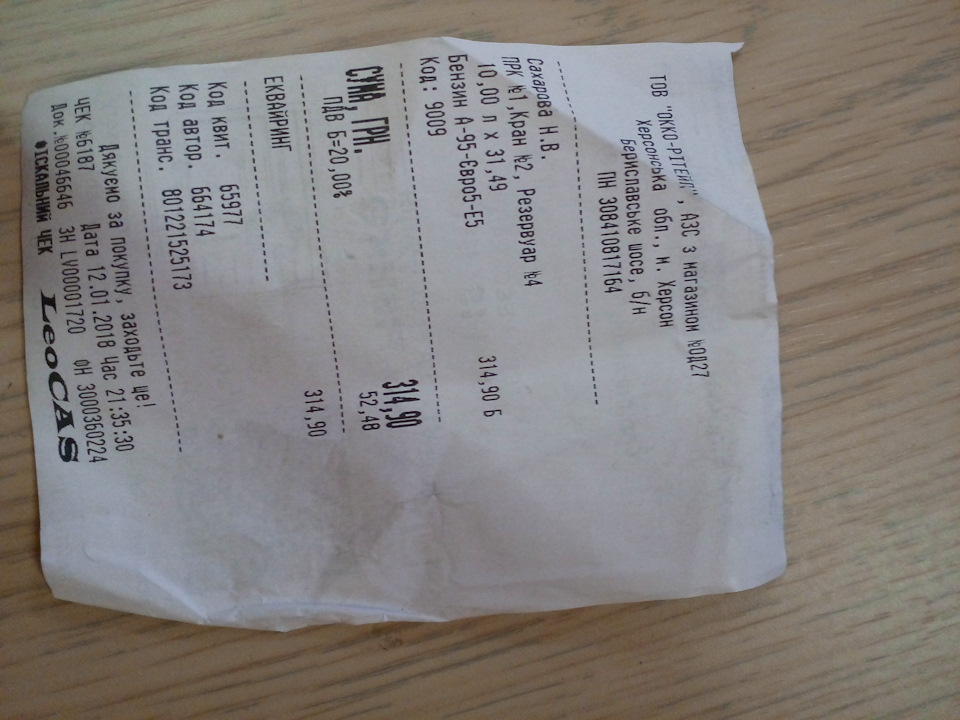 ТОВ "ОККО-РІТЕЙЛ", АЗС з магазином №ОД27
Херсонська обл., м. Херсон
Бериславське шосе, б/н
ПН 308410817164
Сахарова Н.В.
ПРК №1,Кран №2, Резервуар №4
10,00 л x 31,49
Бензин А-95-Євро5-Е5 314,90 Б
Код: 9009
СУМА, ГРН. 314,90
ПДВ Б=20,00% 52,48
ЕКВАЙРИНГ 314,90
Код квит. 65977
Код автор. 664174
Код транс. 801221525173
Дякуємо за покупку, заходьте ще!
ЧЕК №6187 Дата 12.01.2018 Час 21:35:30
Док.№00046646 ЗН LV00001720 ФН 3000360224
ФІСКАЛЬНИЙ ЧЕК LeoCAS